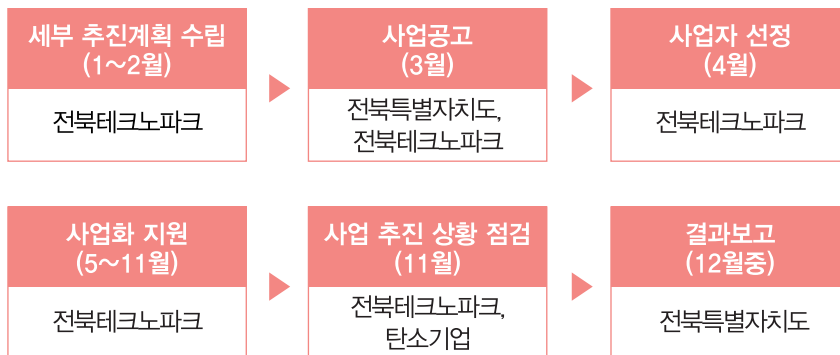 세부 추진계획 수립
(1~2월)
전북테크노파크
사업공고
(3월)
전북특별자치도,
전북테크노파크
사업자 선정
(4월)
전북테크노파크
사업화 지원
(5~11월)
전북테크노파크
사업 추진 상황 점검
(11월)
전북테크노파크,
탄소기업
결과보고
(12월중)
전북특별자치도